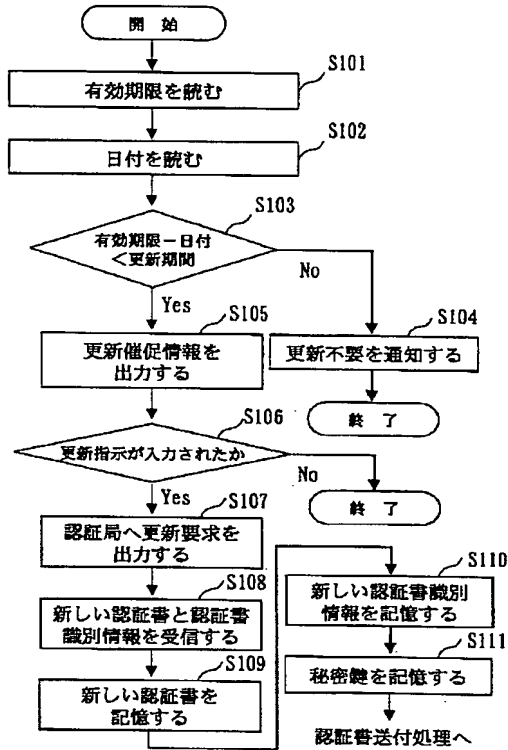 開 始
S101
有効期限を読む
S102
日付を読む
S103
有効期限－日付
＜更新期間
No
Yes
S105
S104
更新催促情報を
出力する
更新不要を通知する
S106
終 了
更新指示が入力されたか
No
Yes
S107
終 了
認証局へ更新要求を
出力する
S108
新しい認証書と認証書
識別情報を受信する
S109
新しい認証書を
記憶する
S110
新しい認証書識別
情報を記憶する
S111
秘密鍵を記憶する
認証書送付処理へ